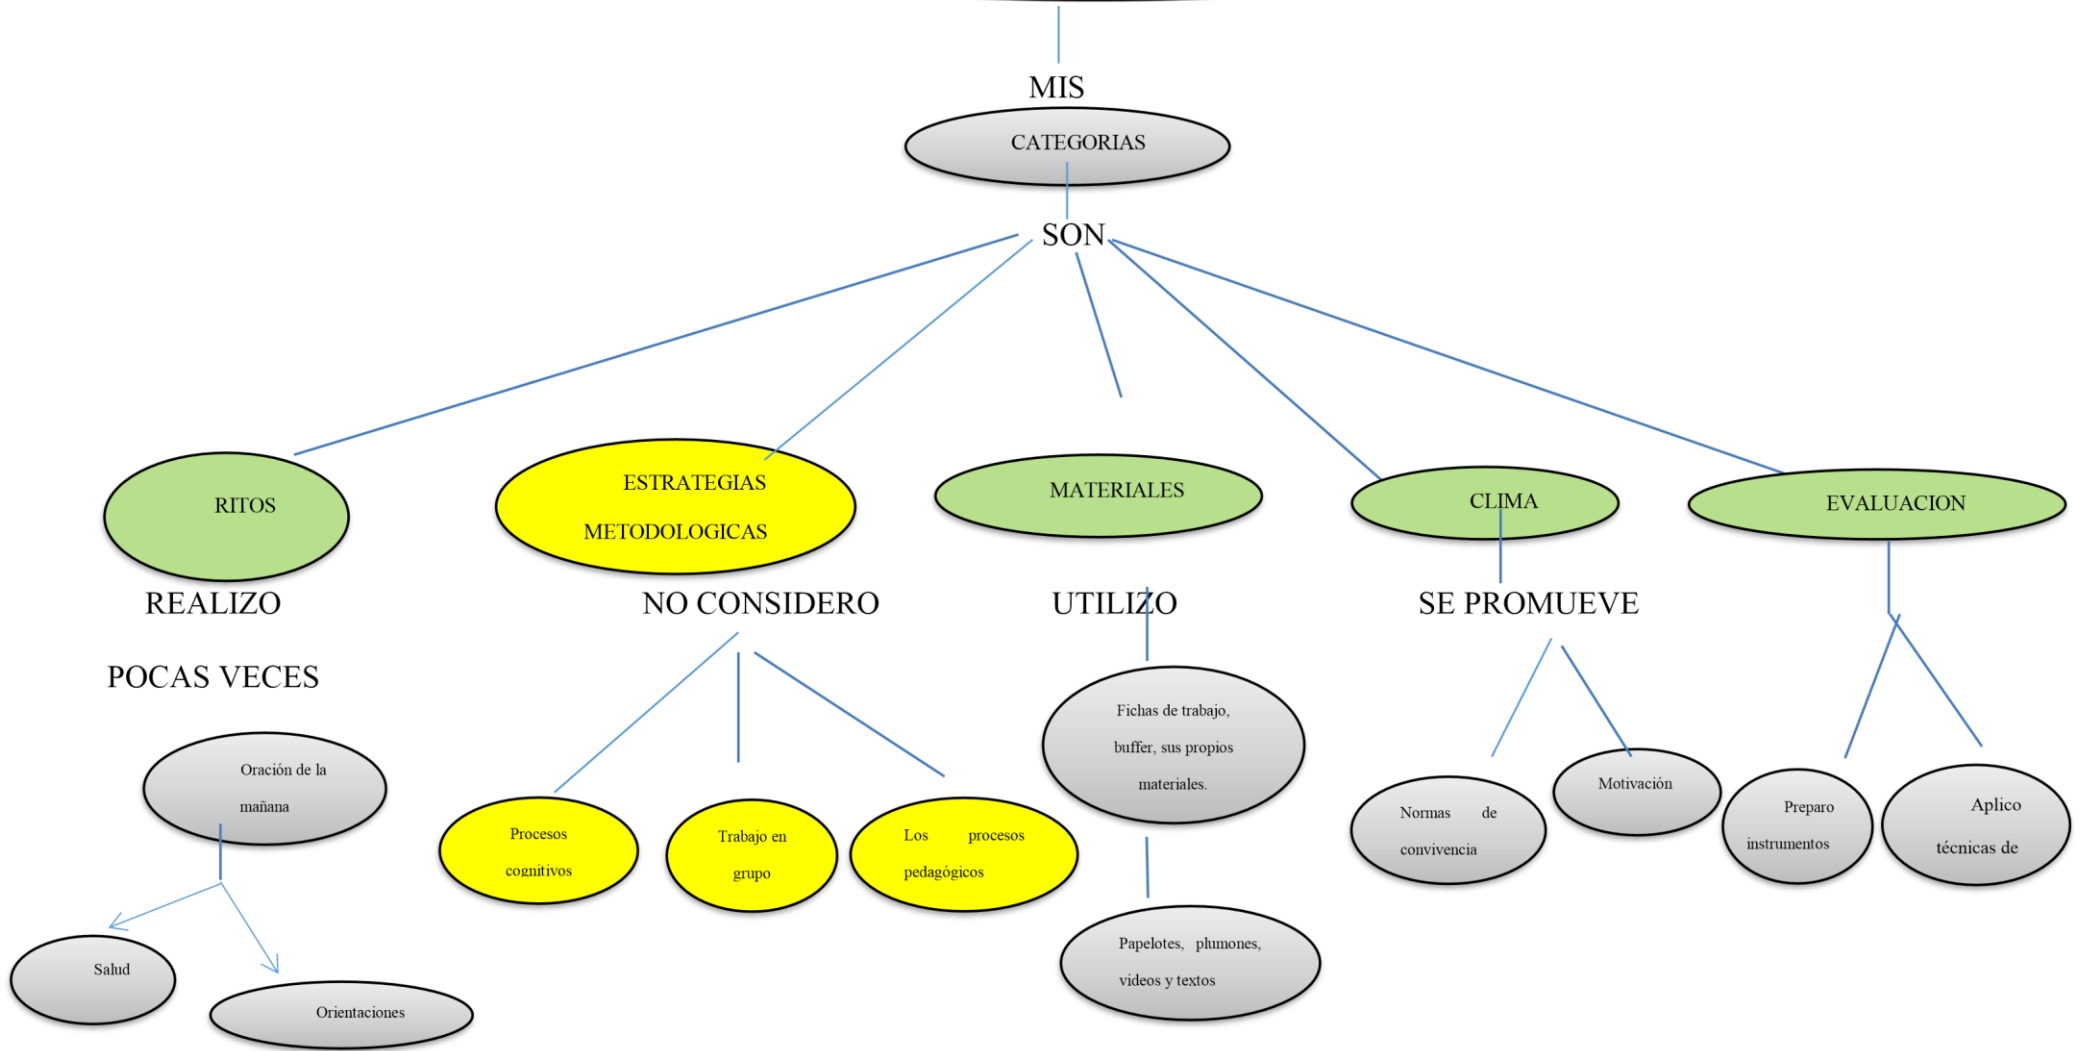 MIS
CATEGORIAS
SON
RITOS
ESTRATEGIAS
METODOLOGICAS
MATERIALES
CLIMA
EVALUACION
REALIZO
NO CONSIDERO
UTILIZO
SE PROMUEVE
POCAS VECES
Oración de la
mañana
Salud
Orientaciones
Procesos
cognitivos
Trabajo en
grupo
Los procesos
pedagógicos
Fichas de trabajo,
buffer, sus propios
materiales.
Papelotes, plumones,
videos y textos
Normas de
convivencia
Motivación
Preparo
instrumentos
Aplico
técnicas de